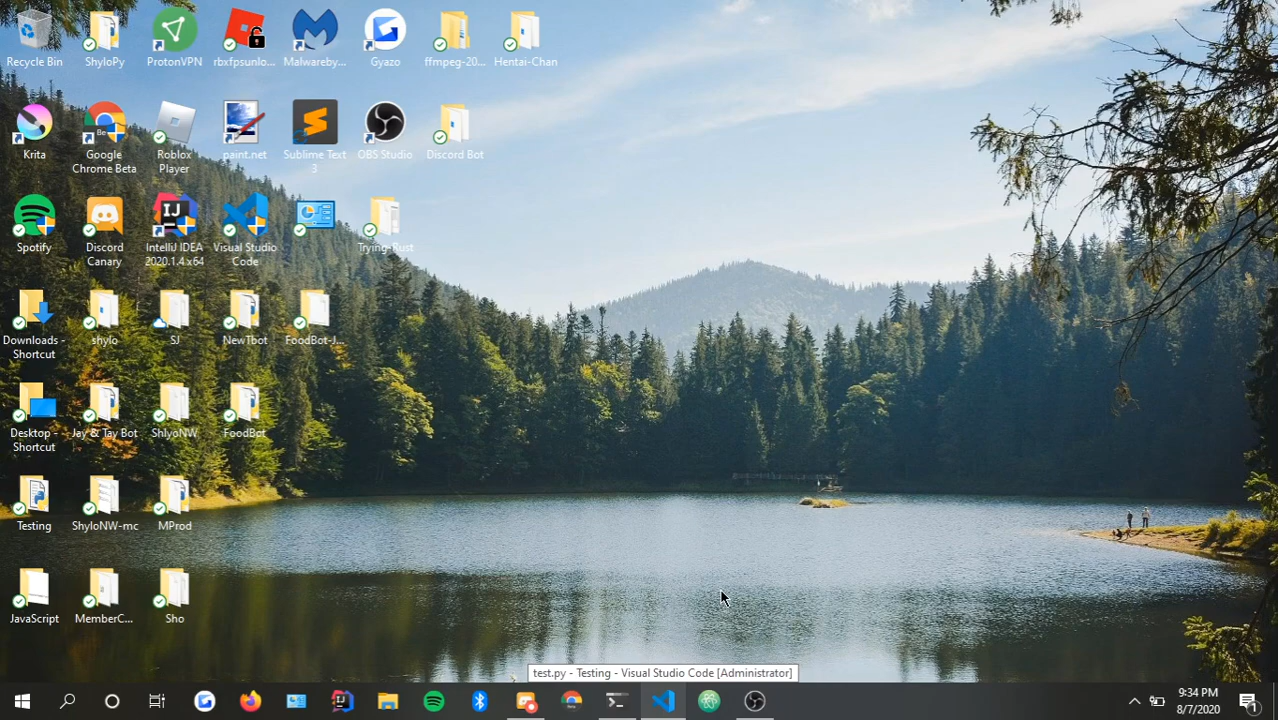 Recycle Bin
ShyloPy
ProtonVPN
rbxfpsunlo...
Malwareby...
Gyazo
ffmpeg-20...
Hentai-Chan
Krita
Google
Chrome Beta
Roblox
Player
paint.net
Sublime Text
3
OBS Studio
Discord Bot
Spotify
Discord
Canary
IntelliJ IDEA
2020.1.4 x64
Visual Studio
Code
Trying-Rust
Downloads -
Shortcut
shylo
SJ
NewTbot
FoodBot-J...
Desktop -
Shortcut
Jay & Tay Bot
ShlyoNW
FoodBot
Testing
ShyloNW-mc
MProd
JavaScript
MemberC...
Sho
test.py - Testing - Visual Studio Code [Administrator]
9:34 PM
8/7/2020
1